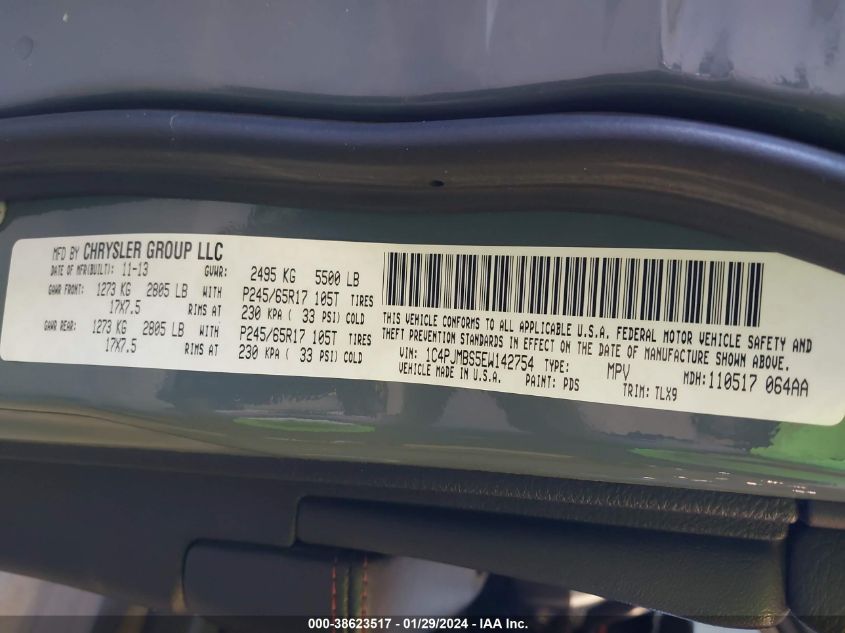 MFD BY CHRYSLER GROUP LLC
DATE OF MFR(BUILT): 11-13 GVWR: 2495 KG 5500 LB
GAWR FRONT: 1273 KG 2805 LB WITH P245/65R17 105T TIRES
17X7.5 RIMS AT 230 KPA ( 33 PSI) COLD
GAWR REAR: 1273 KG 2805 LB WITH P245/65R17 105T TIRES
17X7.5 RIMS AT 230 KPA ( 33 PSI) COLD
THIS VEHICLE CONFORMS TO ALL APPLICABLE U.S.A. FEDERAL MOTOR VEHICLE SAFETY AND
THEFT PREVENTION STANDARDS IN EFFECT ON THE DATE OF MANUFACTURE SHOWN ABOVE.
VIN: 1C4PJMBS5EW142754 TYPE: MPV MDH:110517 064AA
VEHICLE MADE IN U.S.A. PAINT: PDS TRIM: TLX9
000-38623517 - 01/29/2024 - IAA Inc.